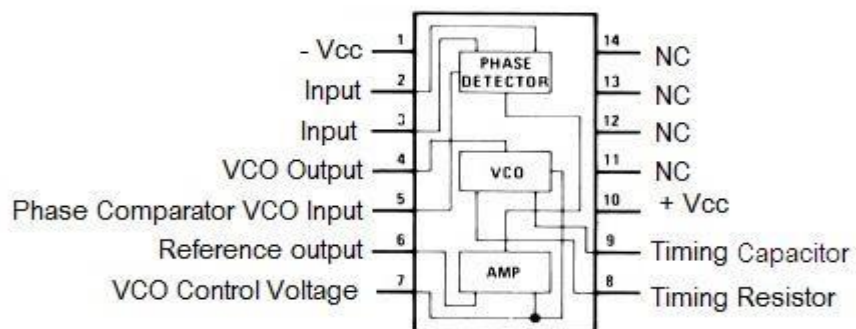 - Vcc
1
Input
2
Input
3
VCO Output
4
Phase Comparator VCO Input
5
Reference output
6
VCO Control Voltage
7
PHASE
DETECTOR
VCO
AMP
14
NC
13
NC
12
NC
11
NC
10
+ Vcc
9
Timing Capacitor
8
Timing Resistor